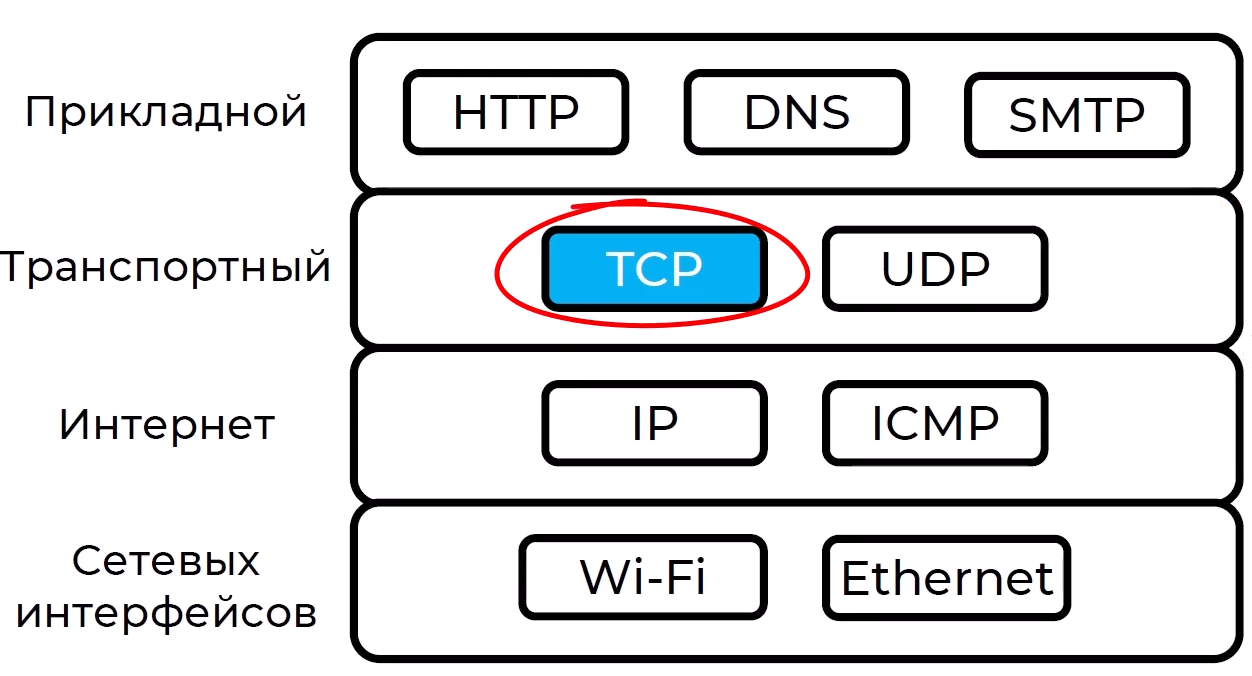 Прикладной
HTTP
DNS
SMTP
Транспортный
TCP
UDP
Интернет
IP
ICMP
Сетевых
интерфейсов
Wi-Fi
Ethernet